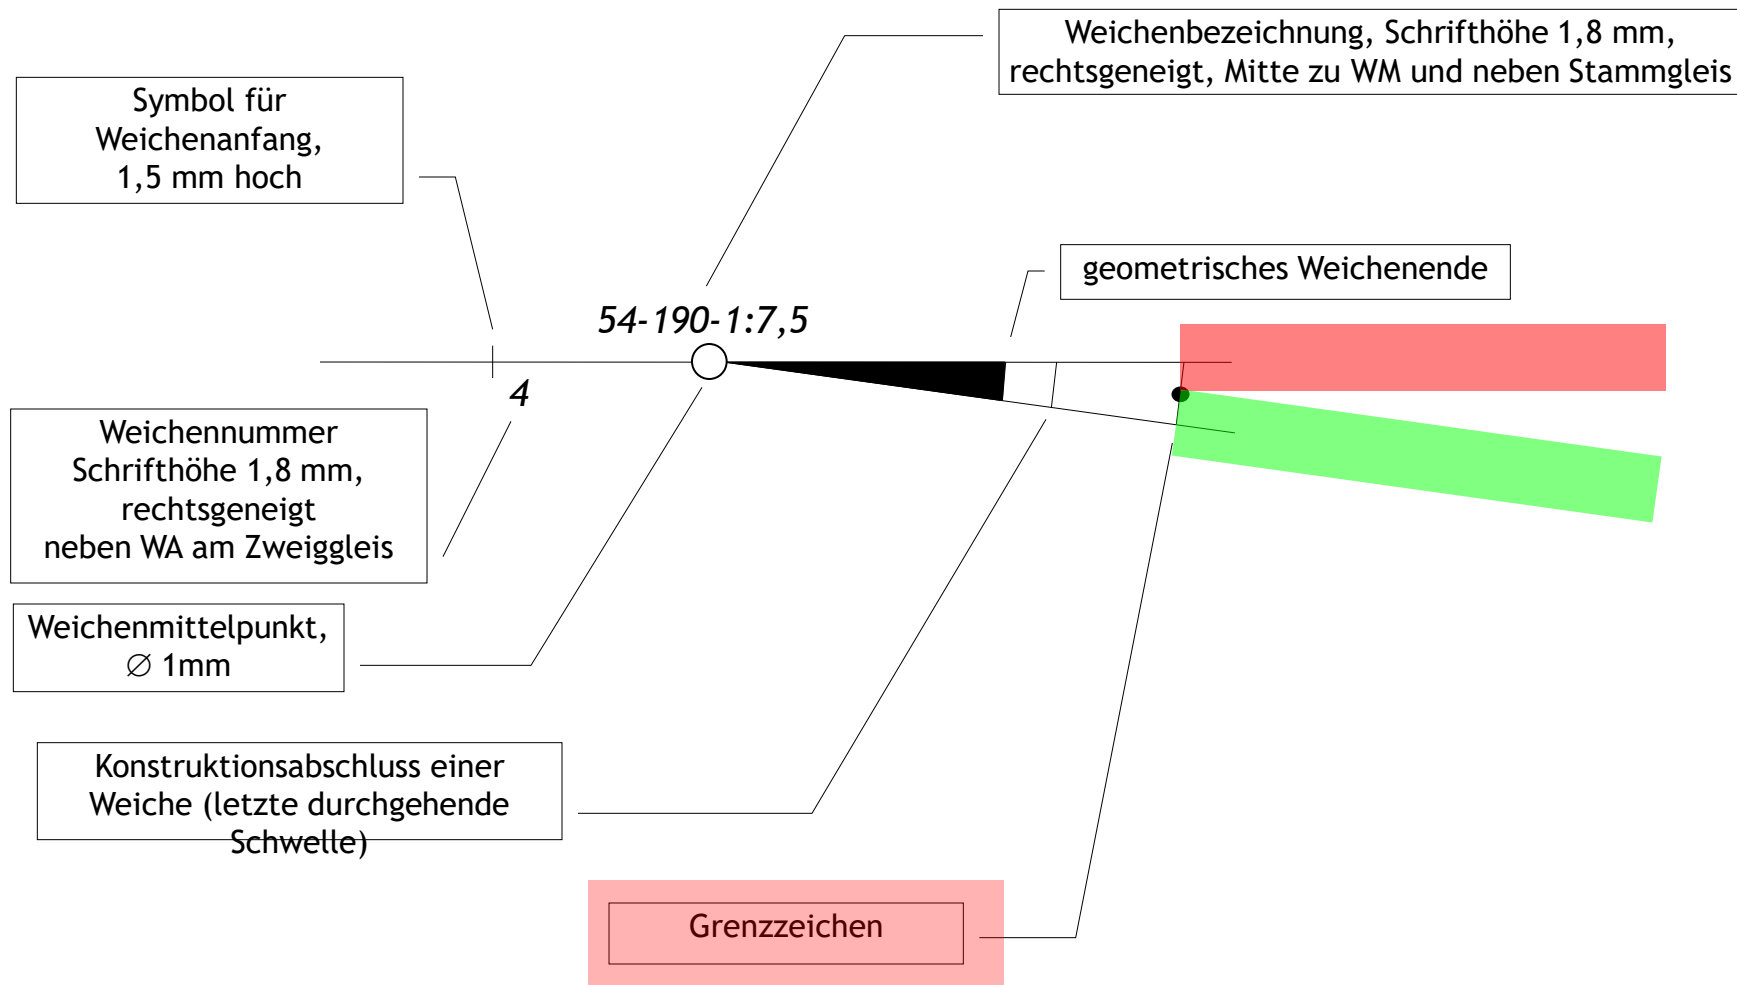 Weichenbezeichnung, Schrifthöhe 1,8 mm,
rechtsgeneigt, Mitte zu WM und neben Stammgleis
Symbol für
Weichenanfang,
1,5 mm hoch
geometrisches Weichenende
54-190-1:7,5
4
Weichennummer
Schrifthöhe 1,8 mm,
rechtsgeneigt
neben WA am Zweiggleis
Weichenmittelpunkt,
∅ 1mm
Konstruktionsabschluss einer
Weiche (letzte durchgehende
Schwelle)
Grenzzeichen